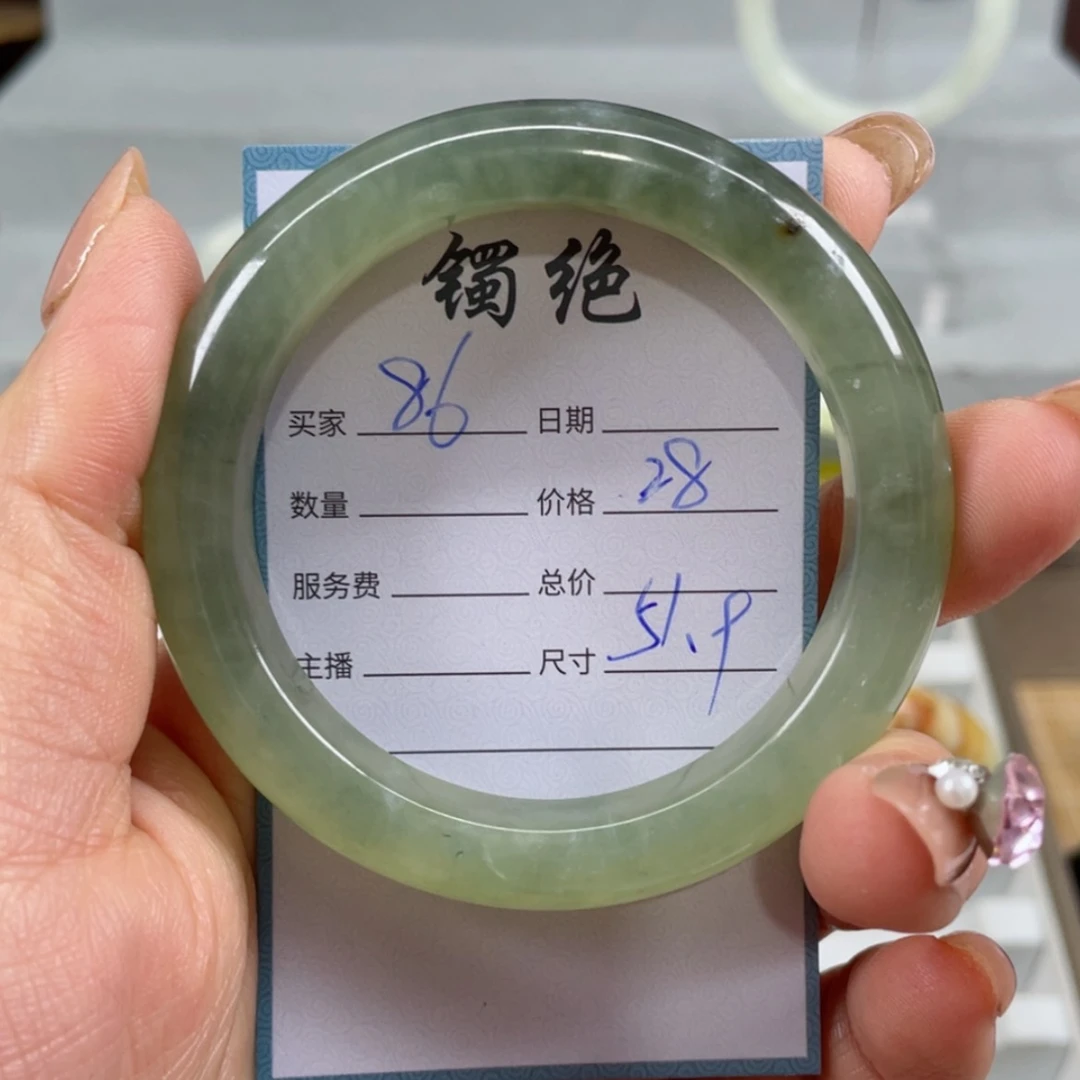 镯绝
买家 86 日期
数量 价格 28
服务费 总价
主播 尺寸 51.9